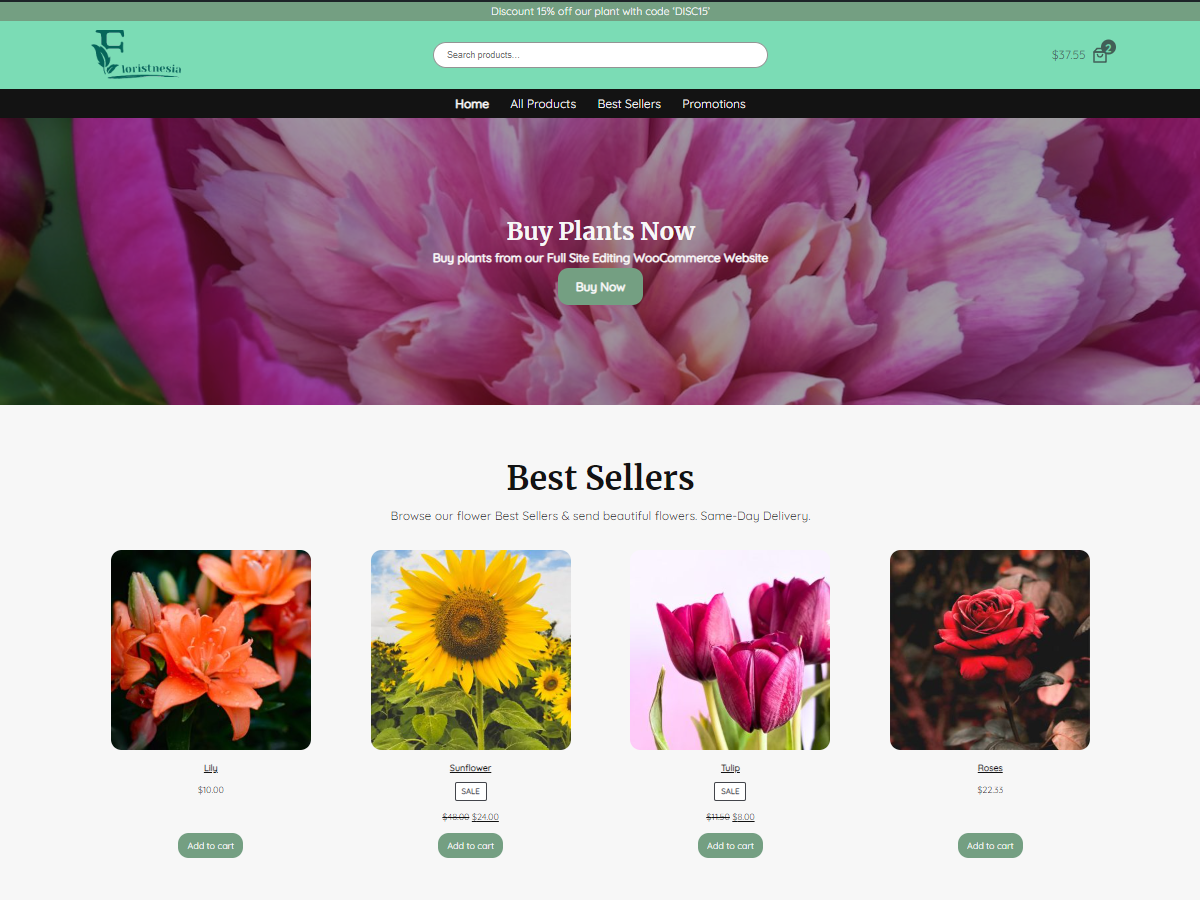 Discount 15% off our plant with code 'DISC15'
Floristnesia
Search products...
$37.55 2
Home All Products Best Sellers Promotions
Buy Plants Now
Buy plants from our Full Site Editing WooCommerce Website
Buy Now
Best Sellers
Browse our flower Best Sellers & send beautiful flowers. Same-Day Delivery.
Lily
$10.00
Add to cart
Sunflower
SALE
$48.00 $24.00
Add to cart
Tulip
SALE
$11.50 $8.00
Add to cart
Roses
$22.33
Add to cart